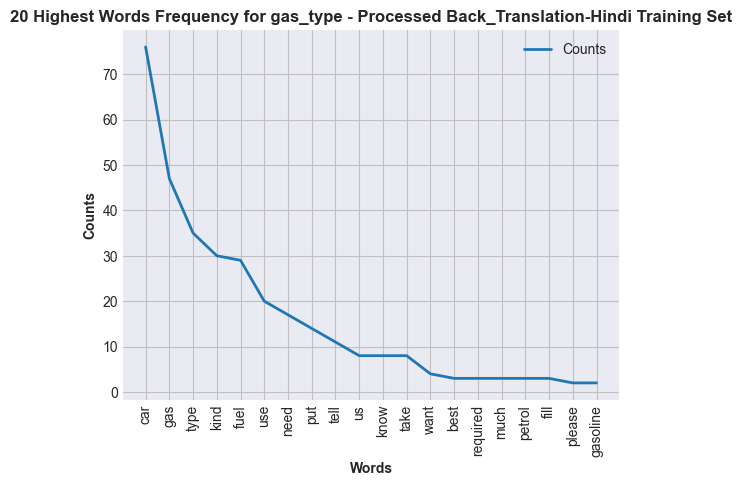 20 Highest Words Frequency for gas_type - Processed Back_Translation-Hindi Training Set
Counts
Counts
70
60
50
40
30
20
10
0
car
gas
type
kind
fuel
use
need
put
tell
us
know
take
want
best
required
much
petrol
fill
please
gasoline
Words